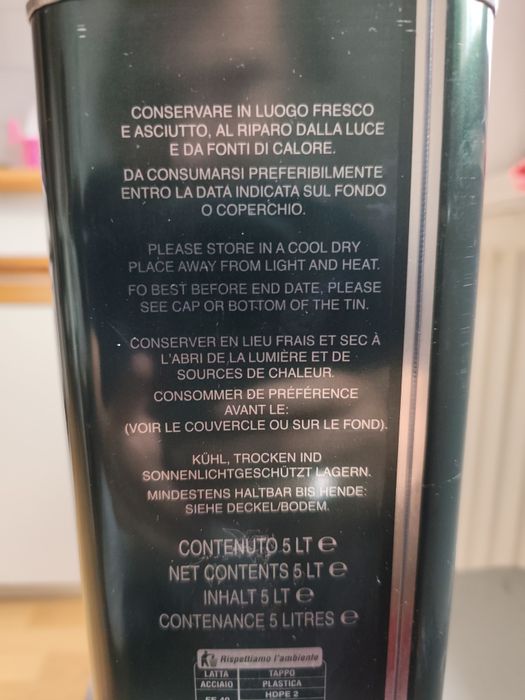 CONSERVARE IN LUOGO FRESCO
E ASCIUTTO, AL RIPARO DALLA LUCE
E DA FONTI DI CALORE.
DA CONSUMARSI PREFERIBILMENTE
ENTRO LA DATA INDICATA SUL FONDO
O COPERCHIO.
PLEASE STORE IN A COOL DRY
PLACE AWAY FROM LIGHT AND HEAT.
FO BEST BEFORE END DATE, PLEASE
SEE CAP OR BOTTOM OF THE TIN.
CONSERVER EN LIEU FRAIS ET SEC À
L'ABRI DE LA LUMIÈRE ET DE
SOURCES DE CHALEUR.
CONSOMMER DE PRÉFÉRENCE
AVANT LE:
(VOIR LE COUVERCLE OU SUR LE FOND).
KÜHL, TROCKEN IND
SONNENLICHTGESCHÜTZT LAGERN.
MINDESTENS HALTBAR BIS HENDE:
SIEHE DECKEL/BODEM.
CONTENUTO 5 LT ℮
NET CONTENTS 5 LT ℮
INHALT 5 LT ℮
CONTENANCE 5 LITRES ℮
Rispettiamo l'ambiente
LATTA TAPPO
ACCIAIO PLASTICA
FE 40 HDPE 2